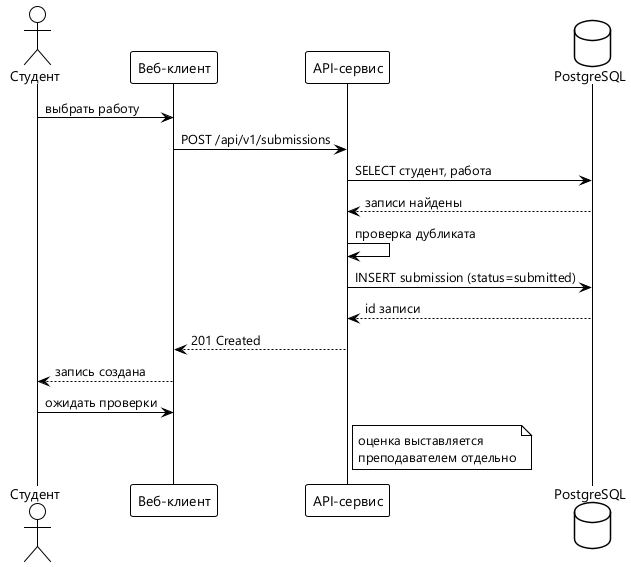 Студент
Веб-клиент
API-сервис
PostgreSQL
выбрать работу
POST /api/v1/submissions
SELECT студент, работа
записи найдены
проверка дубликата
INSERT submission (status=submitted)
id записи
201 Created
запись создана
ожидать проверки
оценка выставляется
преподавателем отдельно
Студент
Веб-клиент
API-сервис
PostgreSQL